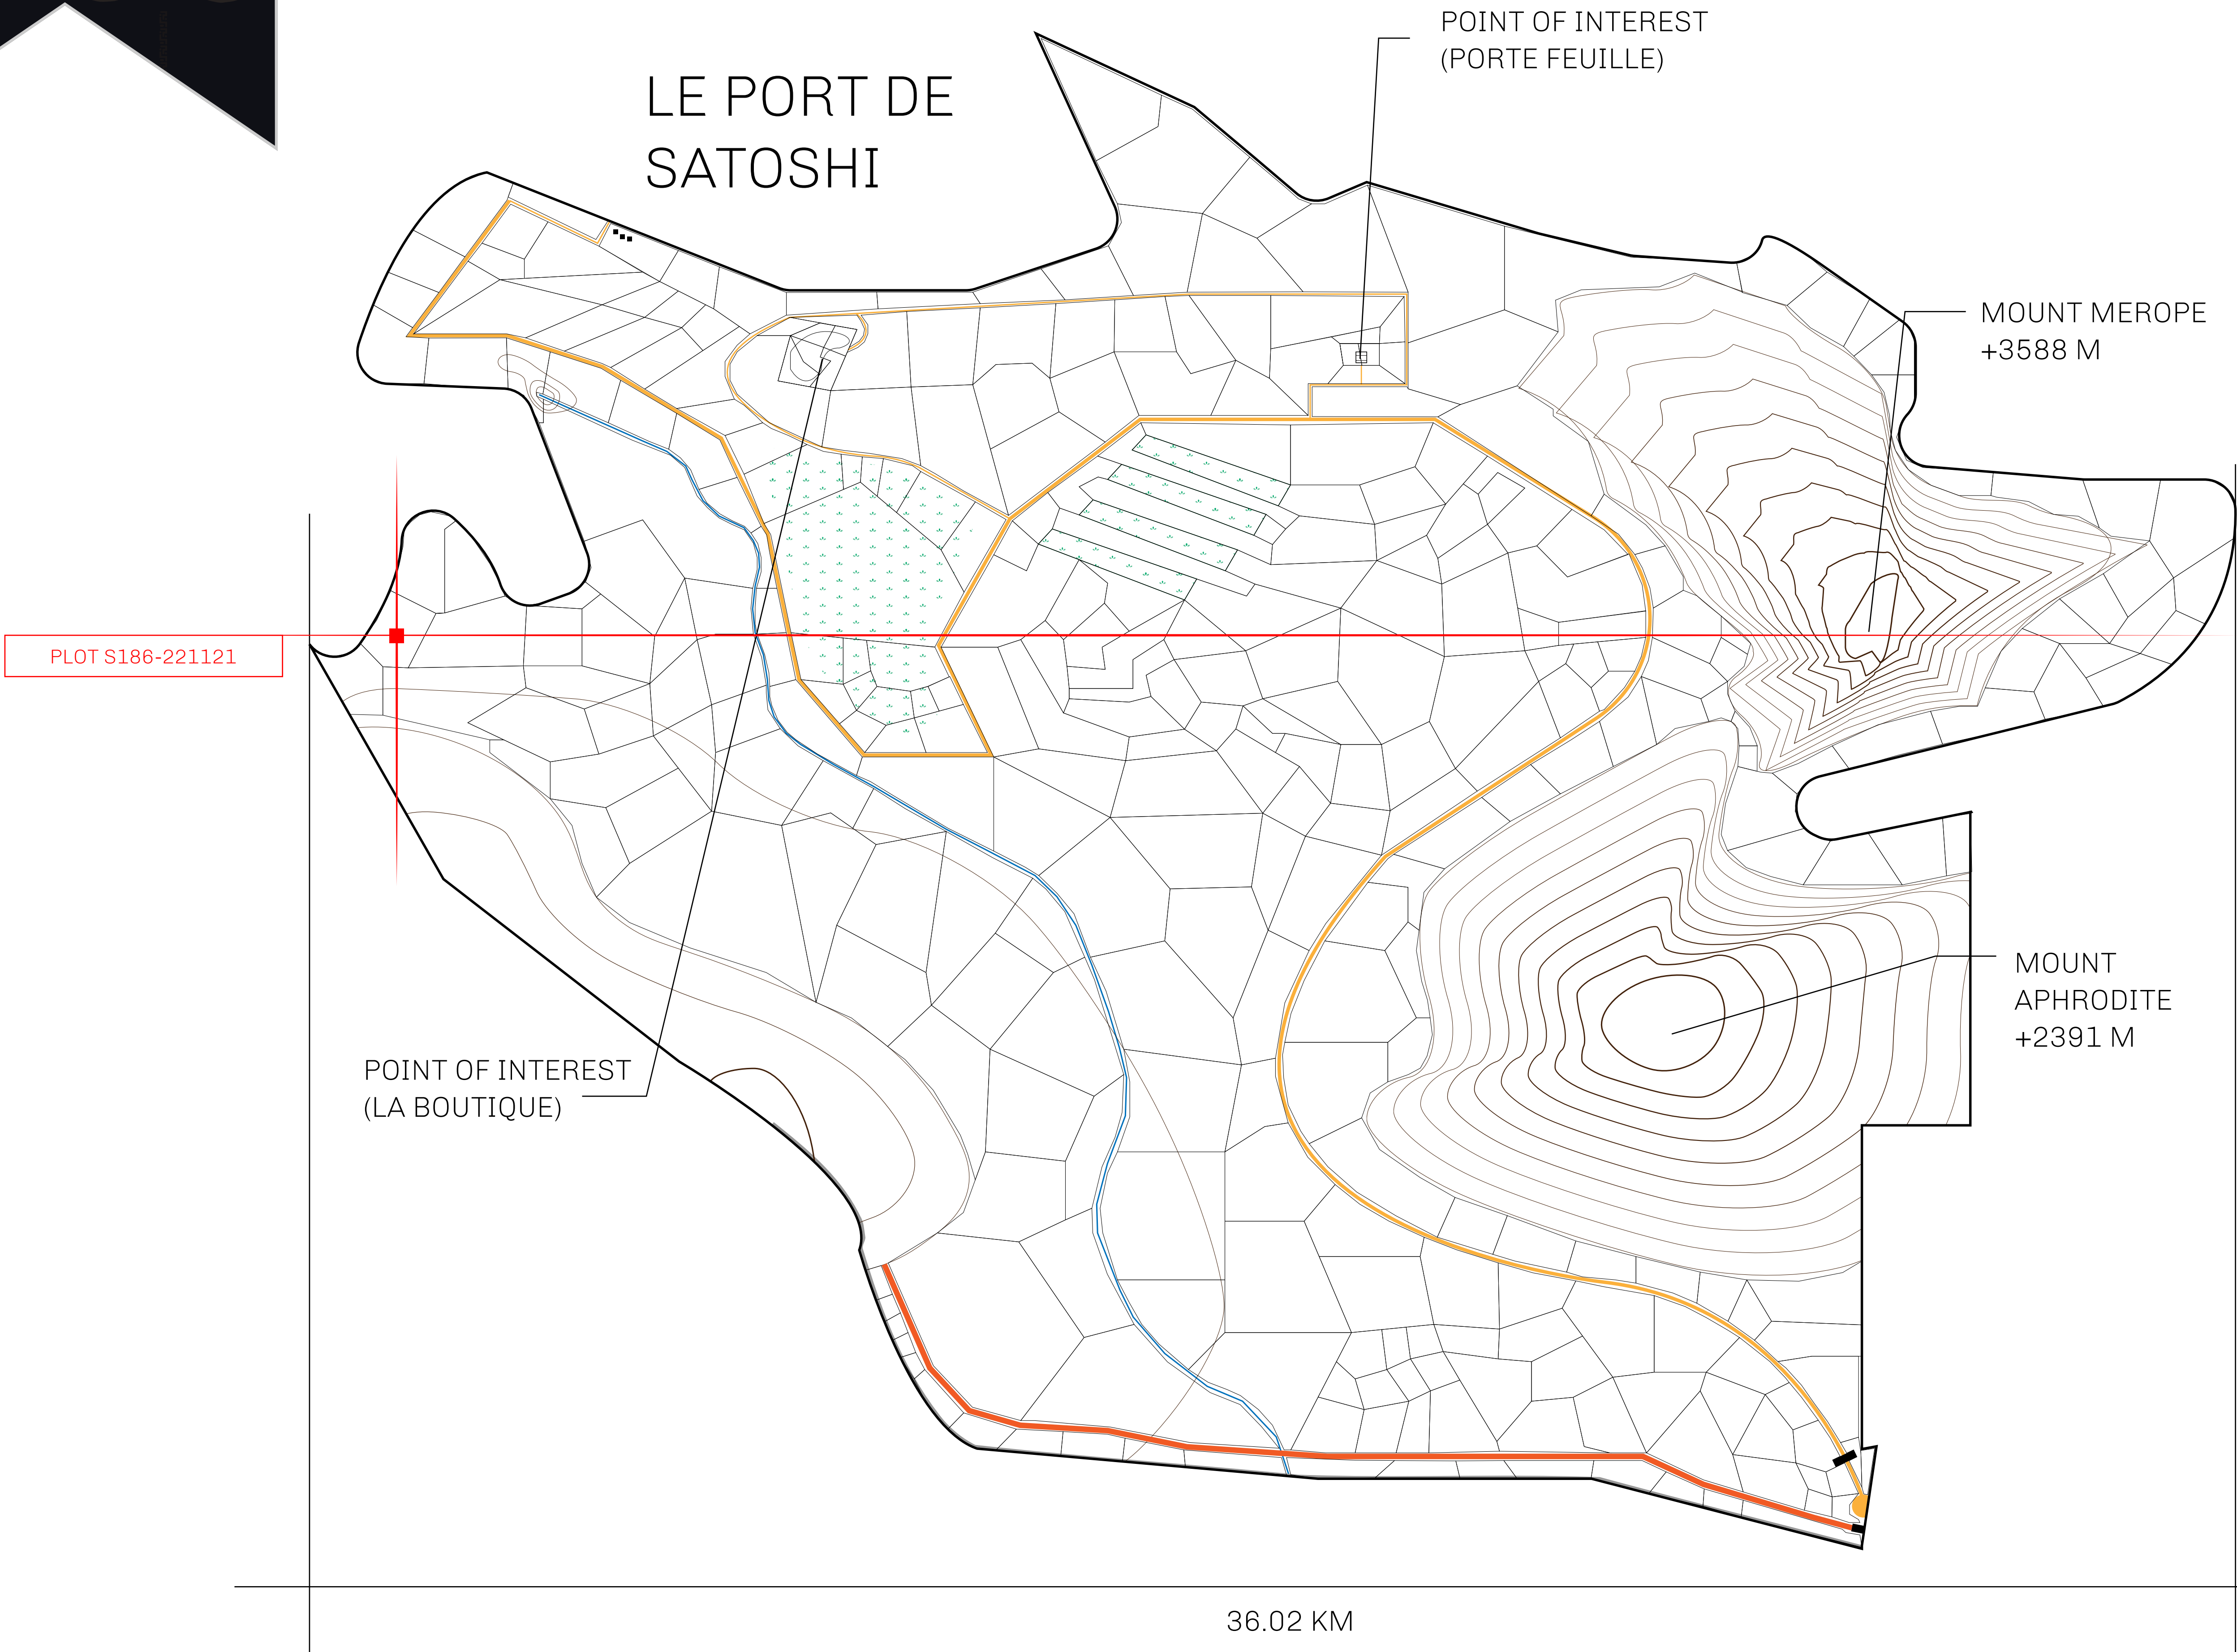 POINT OF INTEREST
(PORTE FEUILLE)
LE PORT DE
SATOSHI
MOUNT MEROPE
+3588 M
PLOT S186-221121
MOUNT
APHRODITE
+2391 M
POINT OF INTEREST
(LA BOUTIQUE)
36.02 KM